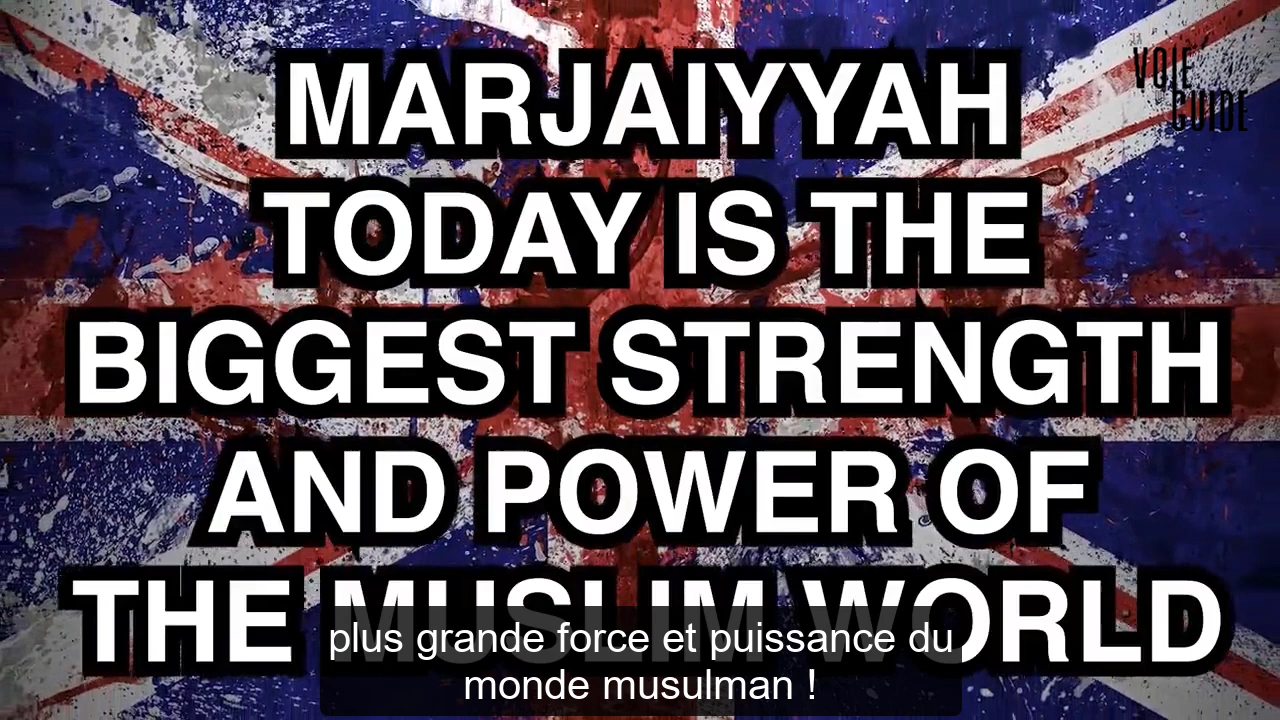 MARJAIYYAH
TODAY IS THE
BIGGEST STRENGTH
AND POWER OF
THE MUSLIM WORLD
VOIE
GUIDE
plus grande force et puissance du
monde musulman !